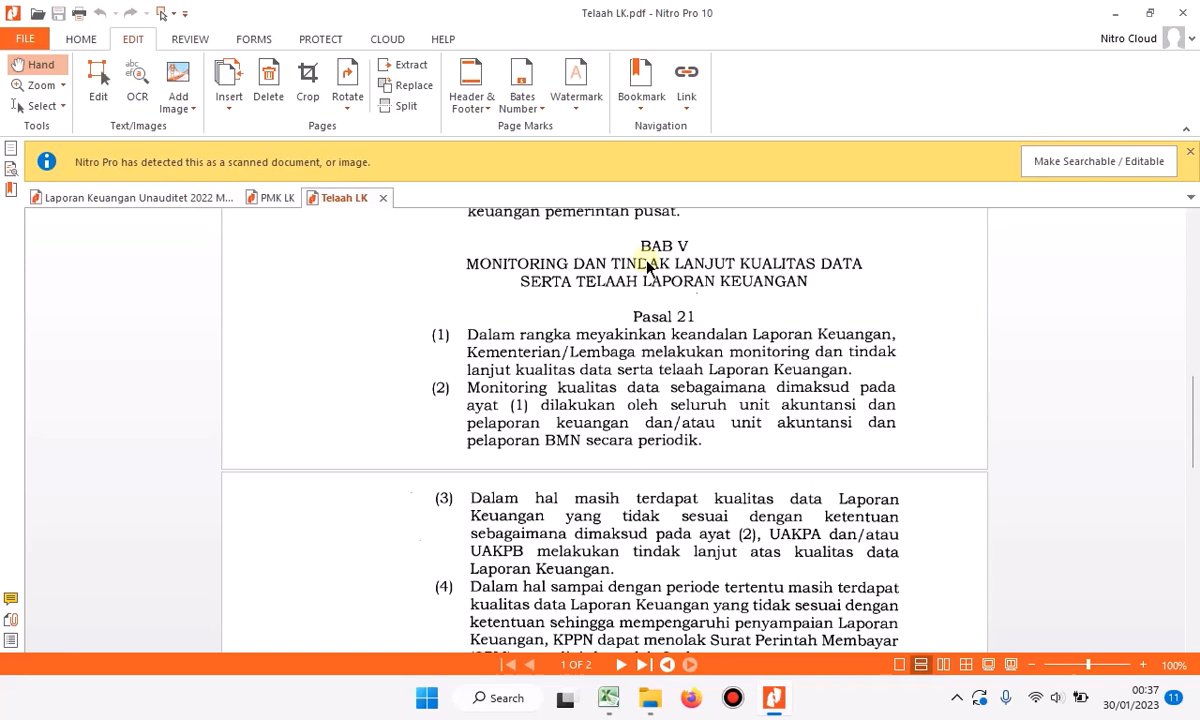 Telaah LK.pdf - Nitro Pro 10
FILE HOME EDIT REVIEW FORMS PROTECT CLOUD HELP
Nitro Cloud
Hand
Zoom
Select
Tools
Edit
OCR
Add Image
Text/Images
Insert
Delete
Crop
Rotate
Extract
Replace
Split
Pages
Header & Footer
Bates Number
Watermark
Page Marks
Bookmark
Link
Navigation
Nitro Pro has detected this as a scanned document, or image.
Make Searchable / Editable
Laporan Keuangan Unauditet 2022 M...
PMK LK
Telaah LK
keuangan pemerintah pusat.
BAB V
MONITORING DAN TINDAK LANJUT KUALITAS DATA
SERTA TELAAH LAPORAN KEUANGAN
Pasal 21
(1) Dalam rangka meyakinkan keandalan Laporan Keuangan,
Kementerian/Lembaga melakukan monitoring dan tindak
lanjut kualitas data serta telaah Laporan Keuangan.
(2) Monitoring kualitas data sebagaimana dimaksud pada
ayat (1) dilakukan oleh seluruh unit akuntansi dan
pelaporan keuangan dan/atau unit akuntansi dan
pelaporan BMN secara periodik.
(3) Dalam hal masih terdapat kualitas data Laporan
Keuangan yang tidak sesuai dengan ketentuan
sebagaimana dimaksud pada ayat (2), UAKPA dan/atau
UAKPB melakukan tindak lanjut atas kualitas data
Laporan Keuangan.
(4) Dalam hal sampai dengan periode tertentu masih terdapat
kualitas data Laporan Keuangan yang tidak sesuai dengan
ketentuan sehingga mempengaruhi penyampaian Laporan
Keuangan, KPPN dapat menolak Surat Perintah Membayar
1 OF 2
100%
Search
00:37
30/01/2023
11